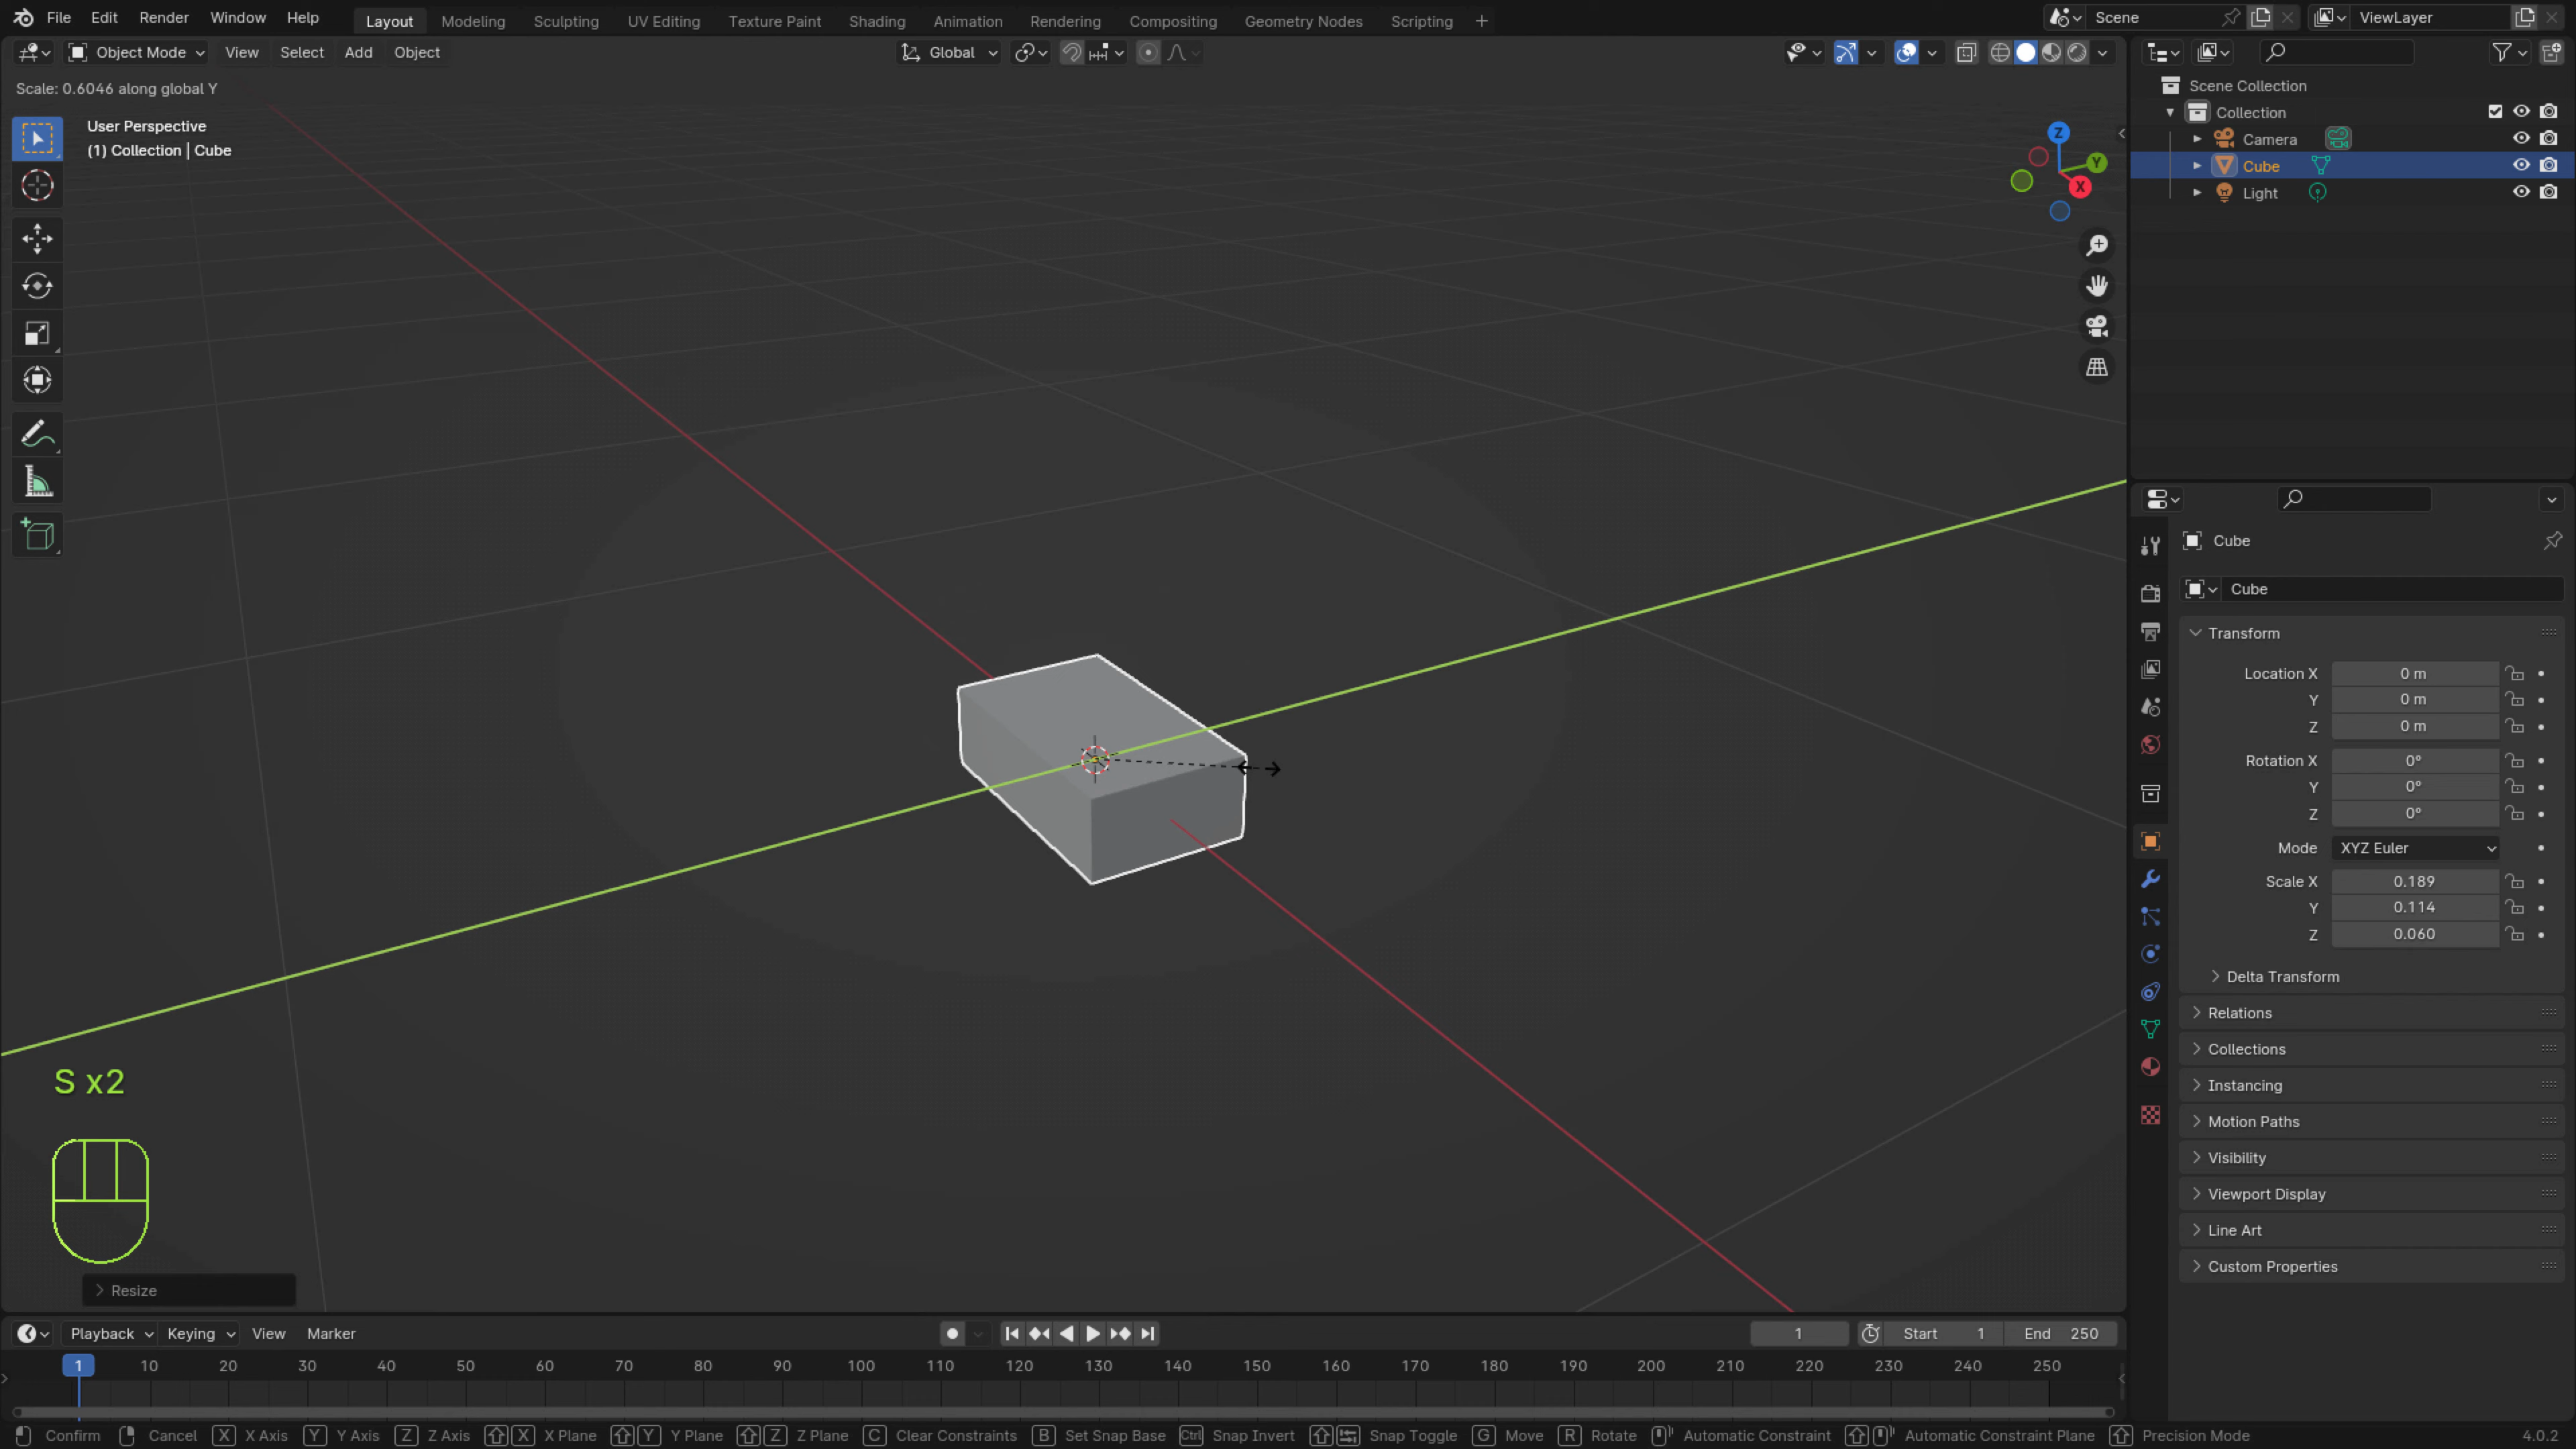 File Edit Render Window Help Layout Modeling Sculpting UV Editing Texture Paint Shading Animation Rendering Compositing Geometry Nodes Scripting + Scene ViewLayer
Object Mode View Select Add Object Global
Scale: 0.6046 along global Y
User Perspective
(1) Collection | Cube
Z
Y
X
Scene Collection
Collection
Camera
Cube
Light
Cube
Cube
Transform
Location X 0 m
Y 0 m
Z 0 m
Rotation X 0°
Y 0°
Z 0°
Mode XYZ Euler
Scale X 0.189
Y 0.114
Z 0.060
Delta Transform
Relations
Collections
Instancing
Motion Paths
Visibility
Viewport Display
Line Art
Custom Properties
S x2
Resize
Playback Keying View Marker 1 Start 1 End 250
1 10 20 30 40 50 60 70 80 90 100 110 120 130 140 150 160 170 180 190 200 210 220 230 240 250
Confirm Cancel X X Axis Y Y Axis Z Z Axis X X Plane Y Y Plane Z Z Plane C Clear Constraints B Set Snap Base Ctrl Snap Invert Snap Toggle G Move R Rotate Automatic Constraint Automatic Constraint Plane Precision Mode 4.0.2